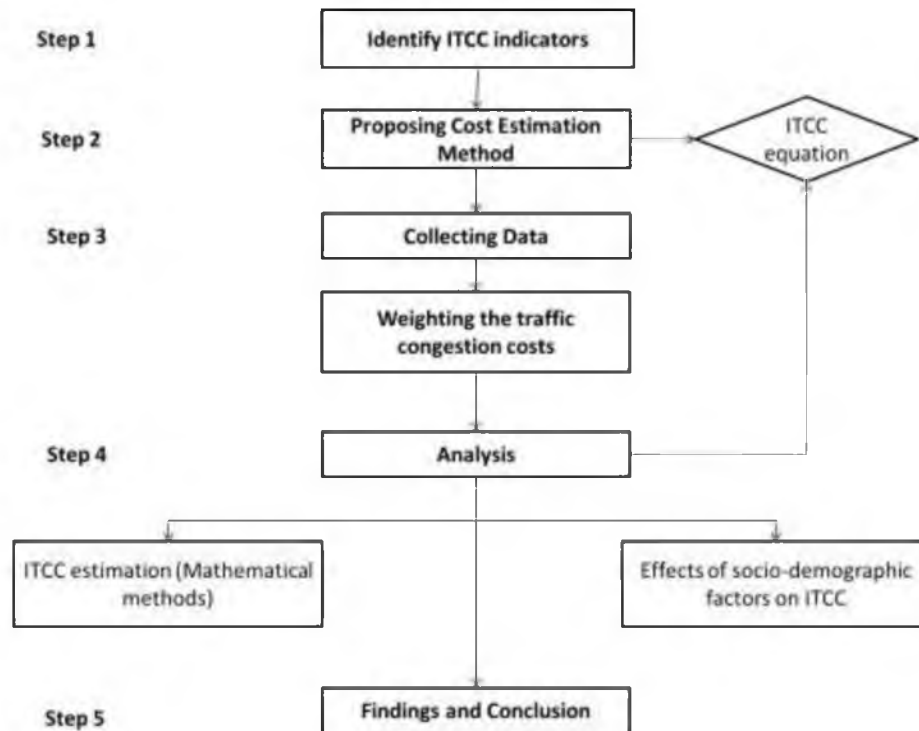 Step 1
Identify ITCC indicators
Step 2
Proposing Cost Estimation
Method
ITCC
equation
Step 3
Collecting Data
Weighting the traffic
congestion costs
Step 4
Analysis
ITCC estimation (Mathematical
methods)
Effects of socio-demographic
factors on ITCC
Step 5
Findings and Conclusion